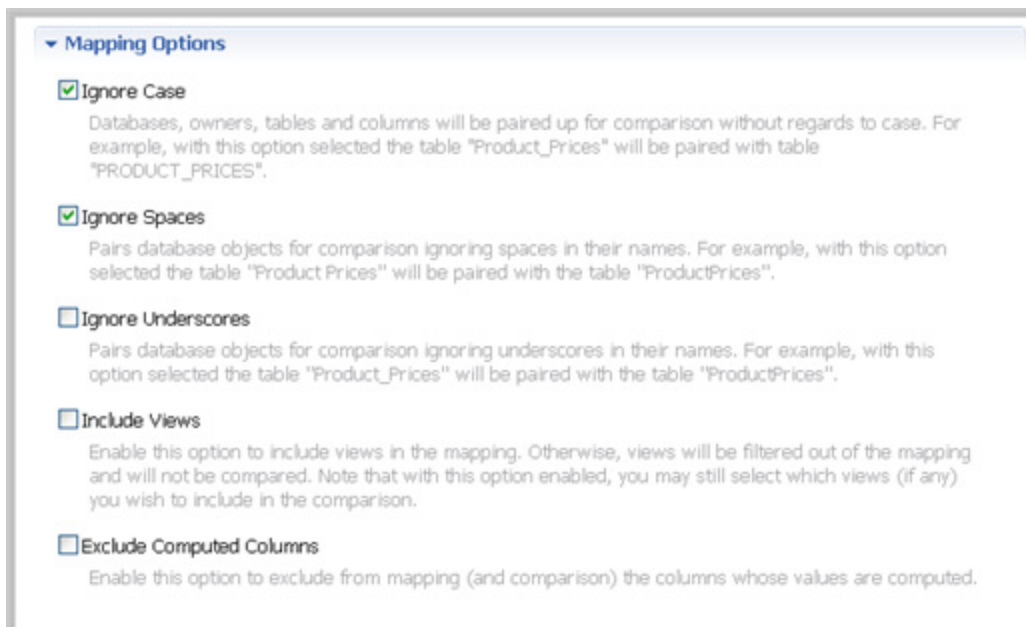 Mapping Options
Ignore Case
Databases, owners, tables and columns will be paired up for comparison without regards to case. For
example, with this option selected the table "Product_Prices" will be paired with table
"PRODUCT_PRICES".
Ignore Spaces
Pairs database objects for comparison ignoring spaces in their names. For example, with this option
selected the table "Product Prices" will be paired with the table "ProductPrices".
Ignore Underscores
Pairs database objects for comparison ignoring underscores in their names. For example, with this
option selected the table "Product_Prices" will be paired with the table "ProductPrices".
Include Views
Enable this option to include views in the mapping. Otherwise, views will be filtered out of the mapping
and will not be compared. Note that with this option enabled, you may still select which views (if any)
you wish to include in the comparison.
Exclude Computed Columns
Enable this option to exclude from mapping (and comparison) the columns whose values are computed.